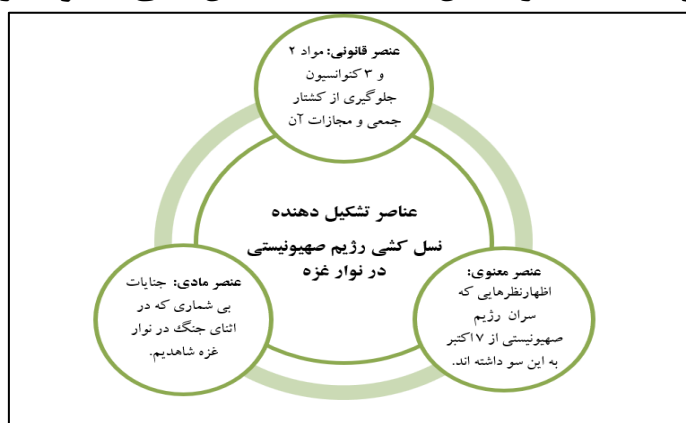 عنصر قانونی: مواد ۲
و ۳ کنوانسیون
جلوگیری از کشتار
جمعی و مجازات آن
عناصر تشکیل دهنده
نسل کشی رژیم صهیونیستی
در نوار غزه
عنصر معنوی:
اظهارنظرهایی که
سران رژیم
صهیونیستی از ۷اکتبر
به این سو داشته اند.
عنصر مادی: جنایات
بی شماری که در
اثنای جنگ در نوار
غزه شاهدیم.